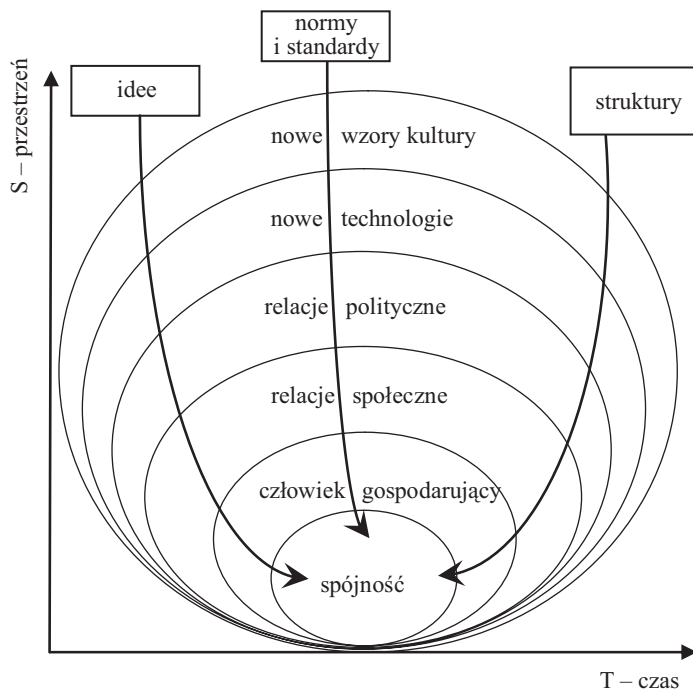 normy
i standardy
idee
struktury
S – przestrzeń
nowe wzory kultury
nowe technologie
relacje polityczne
relacje społeczne
człowiek gospodarujący
spójność
T – czas